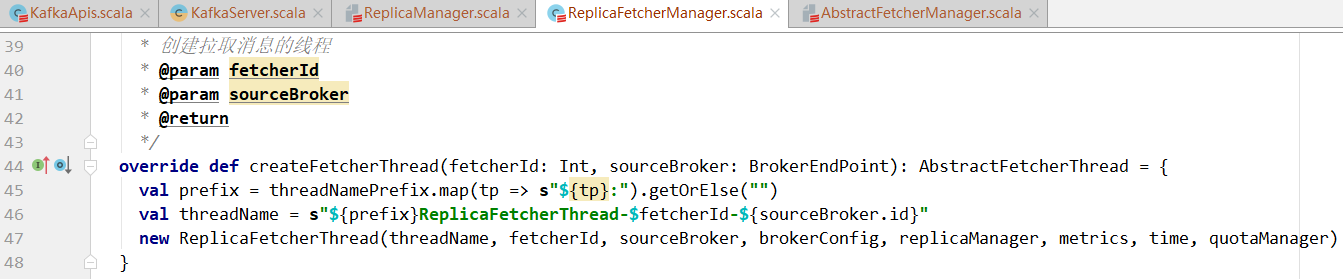 KafkaApis.scala × KafkaServer.scala × ReplicaManager.scala × ReplicaFetcherManager.scala × AbstractFetcherManager.scala ×
39 * 创建拉取消息的线程
40 * @param fetcherId
41 * @param sourceBroker
42 * @return
43 */
44 override def createFetcherThread(fetcherId: Int, sourceBroker: BrokerEndPoint): AbstractFetcherThread = {
45 val prefix = threadNamePrefix.map(tp => s"${tp}:").getOrElse("")
46 val threadName = s"${prefix}ReplicaFetcherThread-$fetcherId-${sourceBroker.id}"
47 new ReplicaFetcherThread(threadName, fetcherId, sourceBroker, brokerConfig, replicaManager, metrics, time, quotaManager)
48 }